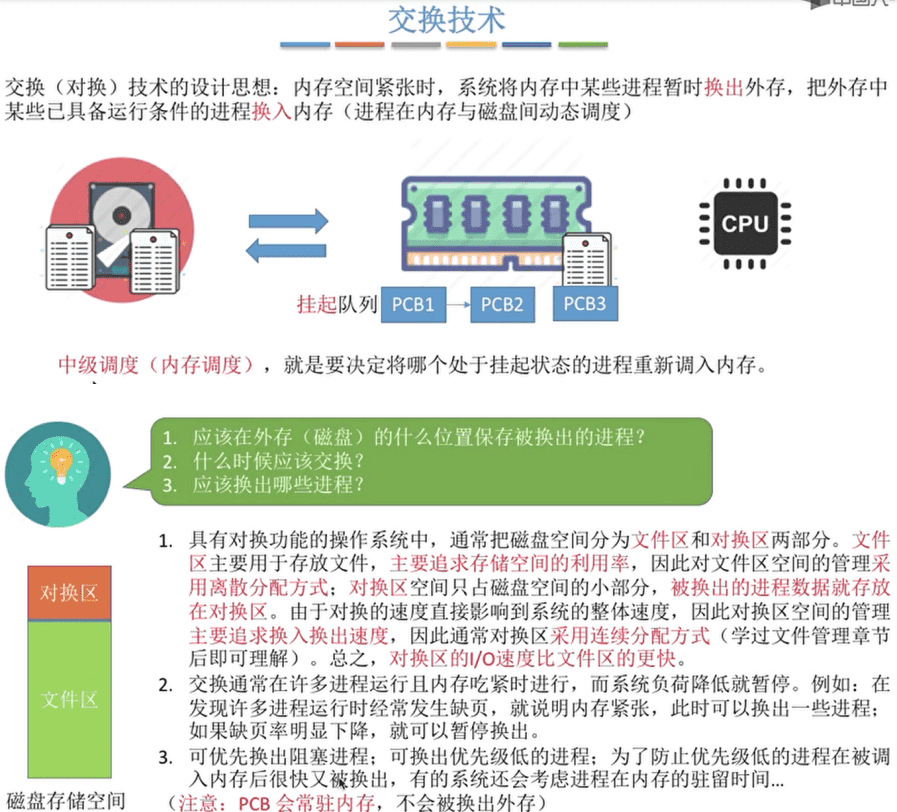 交换技术
交换（对换）技术的设计思想：内存空间紧张时，系统将内存中某些进程暂时换出外存，把外存中
某些已具备运行条件的进程换入内存（进程在内存与磁盘间动态调度）
CPU
挂起队列 PCB1 PCB2 PCB3
中级调度（内存调度），就是要决定将哪个处于挂起状态的进程重新调入内存。
1. 应该在外存（磁盘）的什么位置保存被换出的进程？
2. 什么时候应该交换？
3. 应该换出哪些进程？
1. 具有对换功能的操作系统中，通常把磁盘空间分为文件区和对换区两部分。文件
区主要用于存放文件，主要追求存储空间的利用率，因此对文件区空间的管理采
用离散分配方式；对换区空间只占磁盘空间的小部分，被换出的进程数据就存放
在对换区。由于对换的速度直接影响到系统的整体速度，因此对换区空间的管理
主要追求换入换出速度，因此通常对换区采用连续分配方式（学过文件管理章节
后即可理解）。总之，对换区的I/O速度比文件区的更快。
2. 交换通常在许多进程运行且内存吃紧时进行，而系统负荷降低就暂停。例如：在
发现许多进程运行时经常发生缺页，就说明内存紧张，此时可以换出一些进程；
如果缺页率明显下降，就可以暂停换出。
3. 可优先换出阻塞进程；可换出优先级低的进程；为了防止优先级低的进程在被调
入内存后很快又被换出，有的系统还会考虑进程在内存的驻留时间...
（注意：PCB 会常驻内存，不会被换出外存）
对换区
文件区
磁盘存储空间